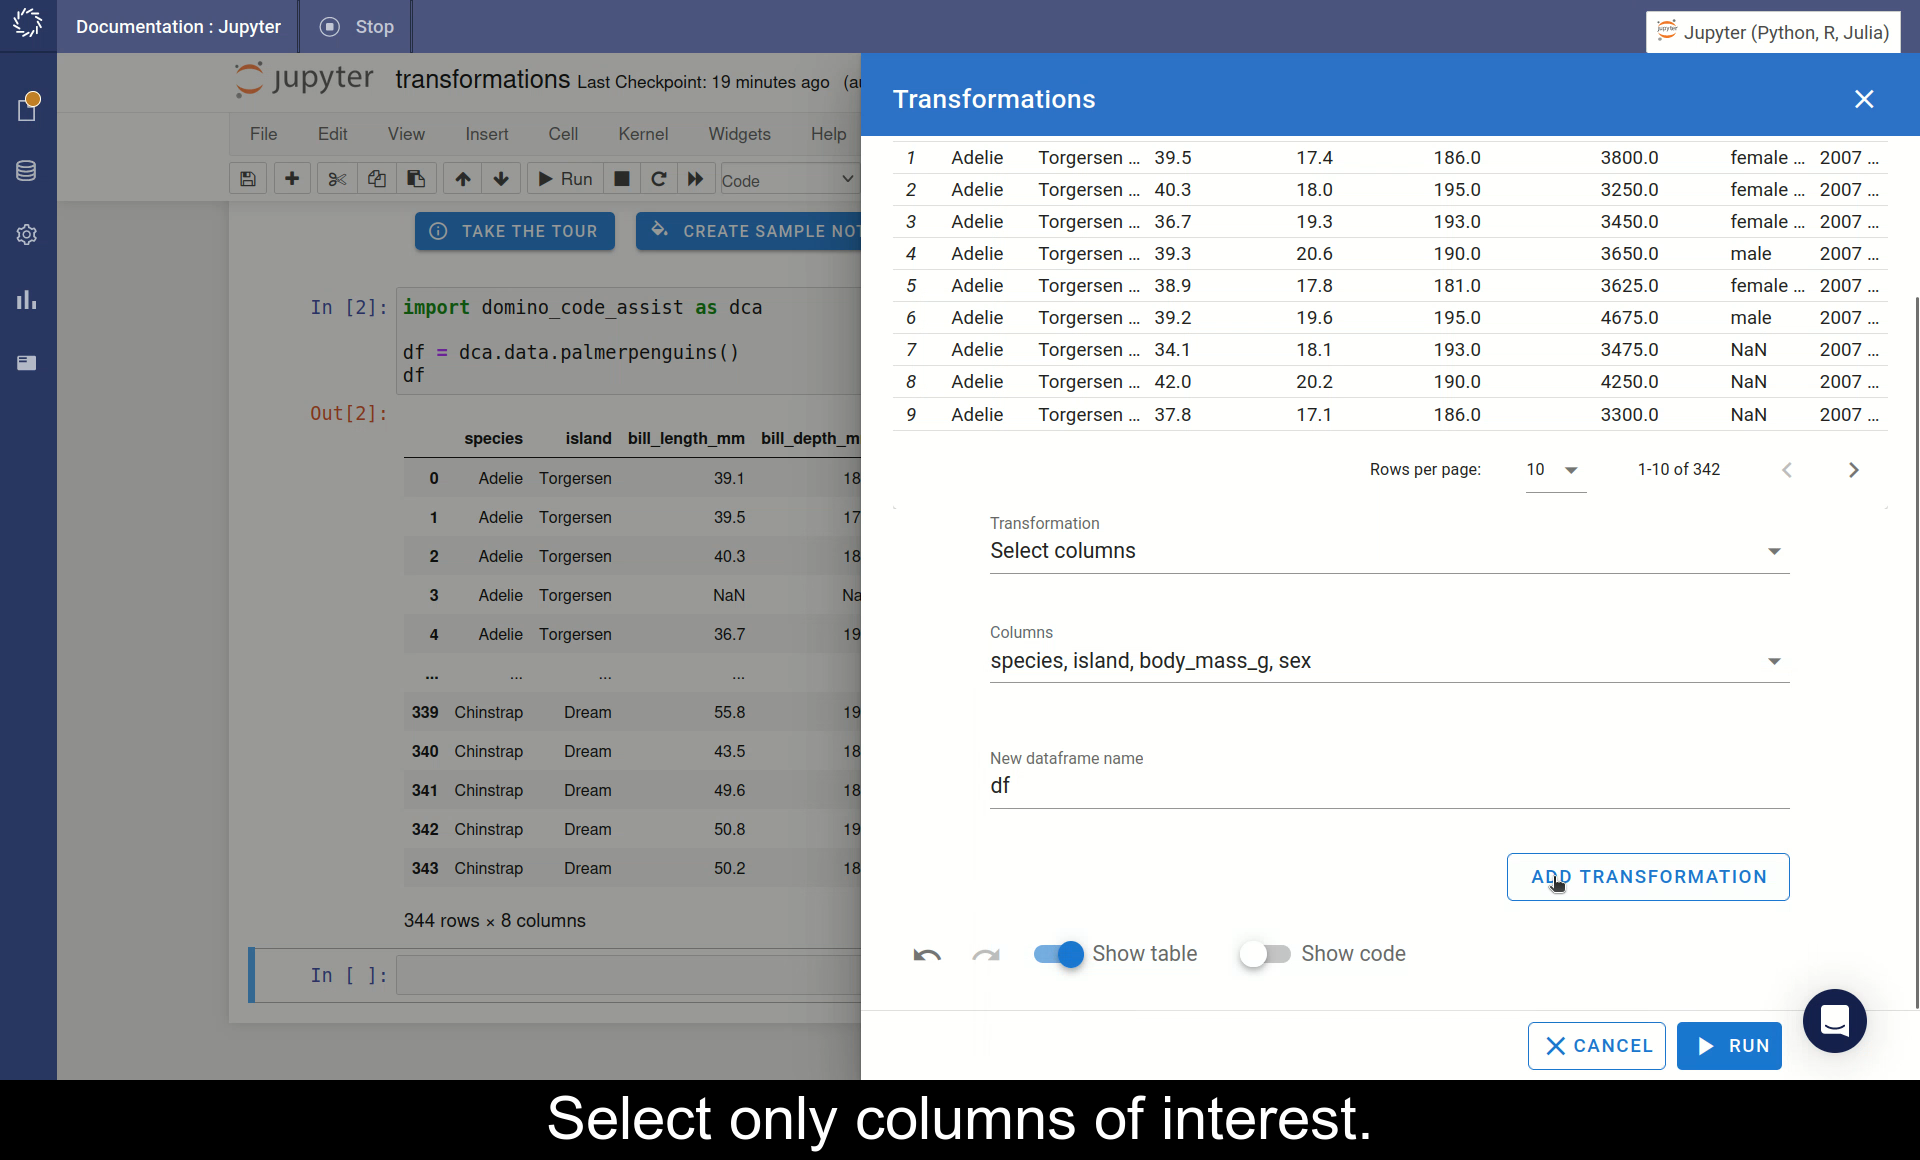 Documentation : Jupyter
Stop
Jupyter (Python, R, Julia)
jupyter transformations Last Checkpoint: 19 minutes ago (au
File Edit View Insert Cell Kernel Widgets Help
Run Code
TAKE THE TOUR
CREATE SAMPLE NOT
In [2]: import domino_code_assist as dca
df = dca.data.palmerpenguins()
df
Out[2]:
species island bill_length_mm bill_depth_m
0 Adelie Torgersen 39.1 18
1 Adelie Torgersen 39.5 17
2 Adelie Torgersen 40.3 18
3 Adelie Torgersen NaN Na
4 Adelie Torgersen 36.7 19
... ... ... ...
339 Chinstrap Dream 55.8 19
340 Chinstrap Dream 43.5 18
341 Chinstrap Dream 49.6 18
342 Chinstrap Dream 50.8 19
343 Chinstrap Dream 50.2 18
344 rows × 8 columns
In [ ]:
Transformations
1 Adelie Torgersen ... 39.5 17.4 186.0 3800.0 female ... 2007 ...
2 Adelie Torgersen ... 40.3 18.0 195.0 3250.0 female ... 2007 ...
3 Adelie Torgersen ... 36.7 19.3 193.0 3450.0 female ... 2007 ...
4 Adelie Torgersen ... 39.3 20.6 190.0 3650.0 male 2007 ...
5 Adelie Torgersen ... 38.9 17.8 181.0 3625.0 female ... 2007 ...
6 Adelie Torgersen ... 39.2 19.6 195.0 4675.0 male 2007 ...
7 Adelie Torgersen ... 34.1 18.1 193.0 3475.0 NaN 2007 ...
8 Adelie Torgersen ... 42.0 20.2 190.0 4250.0 NaN 2007 ...
9 Adelie Torgersen ... 37.8 17.1 186.0 3300.0 NaN 2007 ...
Rows per page: 10 1-10 of 342
Transformation
Select columns
Columns
species, island, body_mass_g, sex
New dataframe name
df
ADD TRANSFORMATION
Show table Show code
CANCEL RUN
Select only columns of interest.